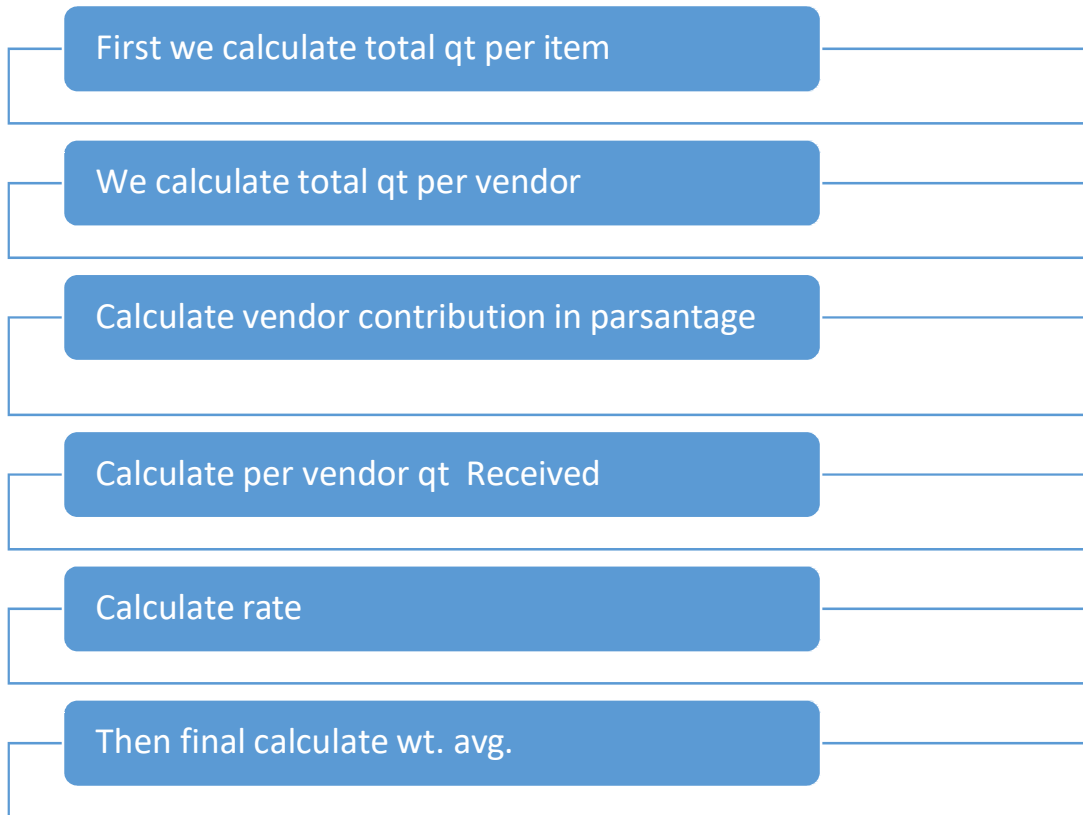 First we calculate total qt per item
We calculate total qt per vendor
Calculate vendor contribution in parsantage
Calculate per vendor qt  Received
Calculate rate
Then final calculate wt. avg.